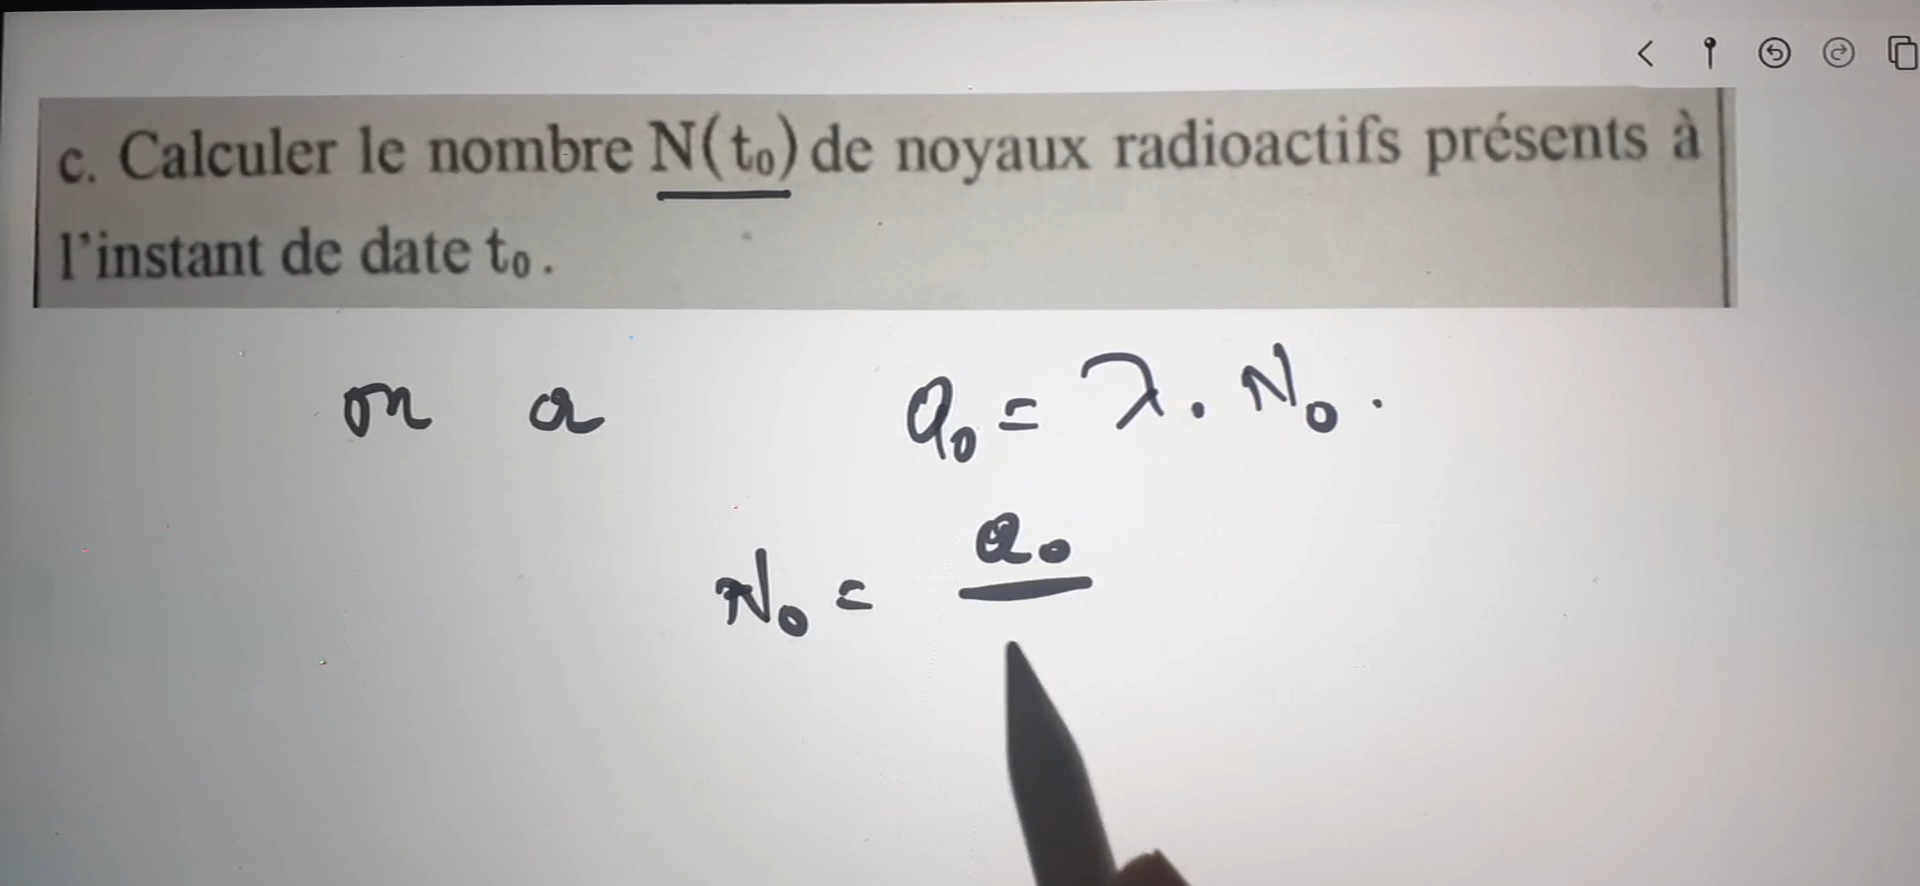 c. Calculer le nombre N(t₀) de noyaux radioactifs présents à
l'instant de date t₀.
on a a₀ = λ . N₀ .
N₀ = a₀